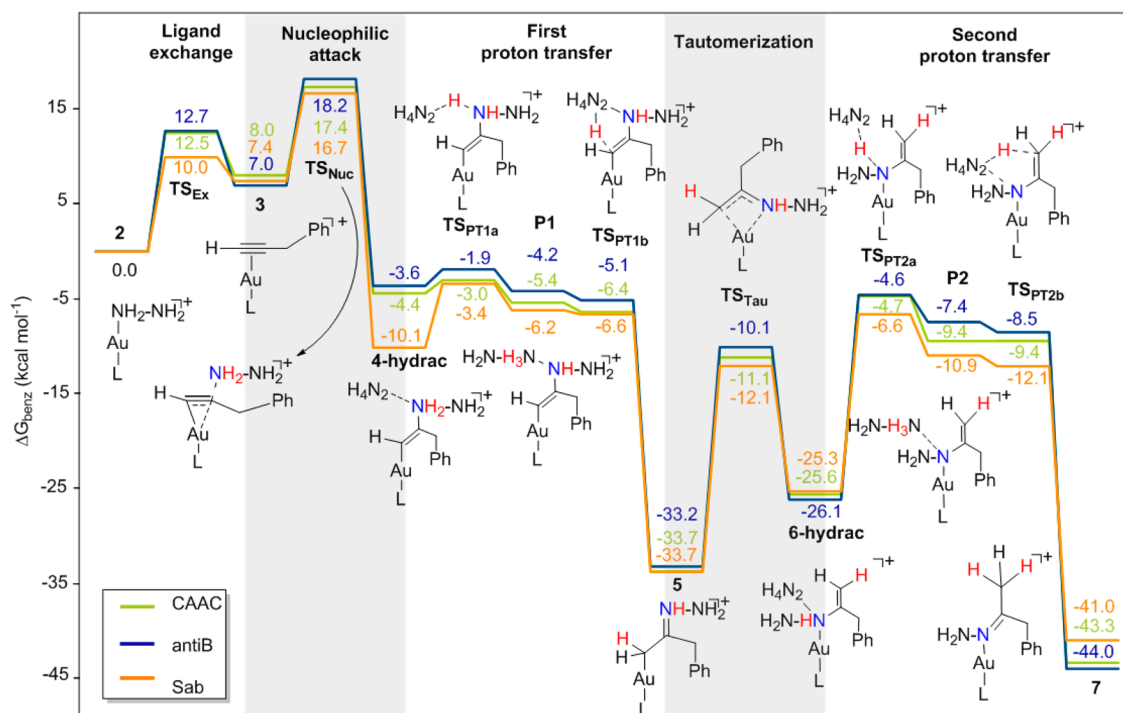 Ligand
exchange
Nucleophilic
attack
First
proton transfer
Tautomerization
Second
proton transfer
ΔGbenz (kcal mol-1)
15
5
-5
-15
-25
-35
-45
2
0.0
12.7
12.5
10.0
TSEx
8.0
7.4
7.0
3
18.2
17.4
16.7
TSNuc
-3.6
-4.4
-10.1
4-hydrac
TSPT1a
-1.9
-3.0
-3.4
P1
-4.2
-5.4
-6.2
TSPT1b
-5.1
-6.4
-6.6
-33.2
-33.7
-33.7
5
TSTau
-10.1
-11.1
-12.1
-25.3
-25.6
-26.1
6-hydrac
TSPT2a
-4.6
-4.7
-6.6
P2
-7.4
-9.4
-10.9
TSPT2b
-8.5
-9.4
-12.1
-41.0
-43.3
-44.0
7
NH2-NH2 +
Au
L
H
Ph +
Au
L
NH2-NH2 +
H
Ph
Au
L
H4N2
H
NH-NH2 +
H
Ph
Au
L
H4N2
H
NH-NH2 +
H
Ph
Au
L
H4N2
NH2-NH2 +
H
Ph
Au
L
H2N-H3N
NH-NH2 +
H
Ph
Au
L
Ph
H
H
NH-NH2 +
Au
L
NH-NH2 +
H
H
Ph
Au
L
H4N2
H2N-HN
H
H +
Ph
Au
L
H4N2
H
H
H +
H2N-N
Ph
Au
L
H4N2
H
H
H +
H2N-N
Ph
Au
L
H2N-H3N
H
H +
H2N-N
Ph
Au
L
H
H
H +
H2N-N
Ph
Au
L
CAAC
antiB
Sab